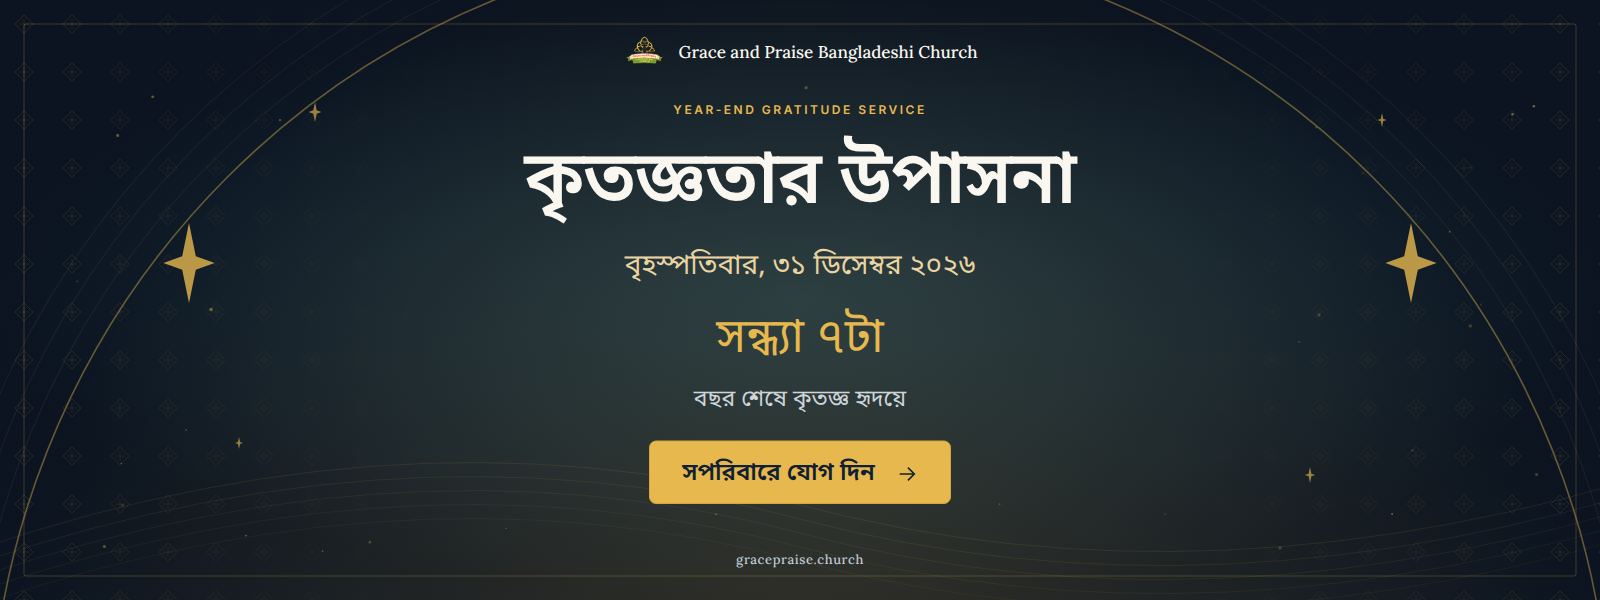 Grace and Praise Bangladeshi Church
YEAR-END GRATITUDE SERVICE
কৃতজ্ঞতার উপাসনা
বৃহস্পতিবার, ৩১ ডিসেম্বর ২০২৬
সন্ধ্যা ৭টা
বছর শেষে কৃতজ্ঞ হৃদয়ে
সপরিবারে যোগ দিন →
gracepraise.church